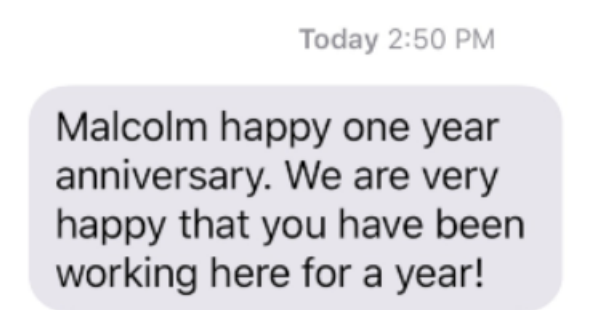 Today 2:50 PM
Malcolm happy one year
anniversary. We are very
happy that you have been
working here for a year!